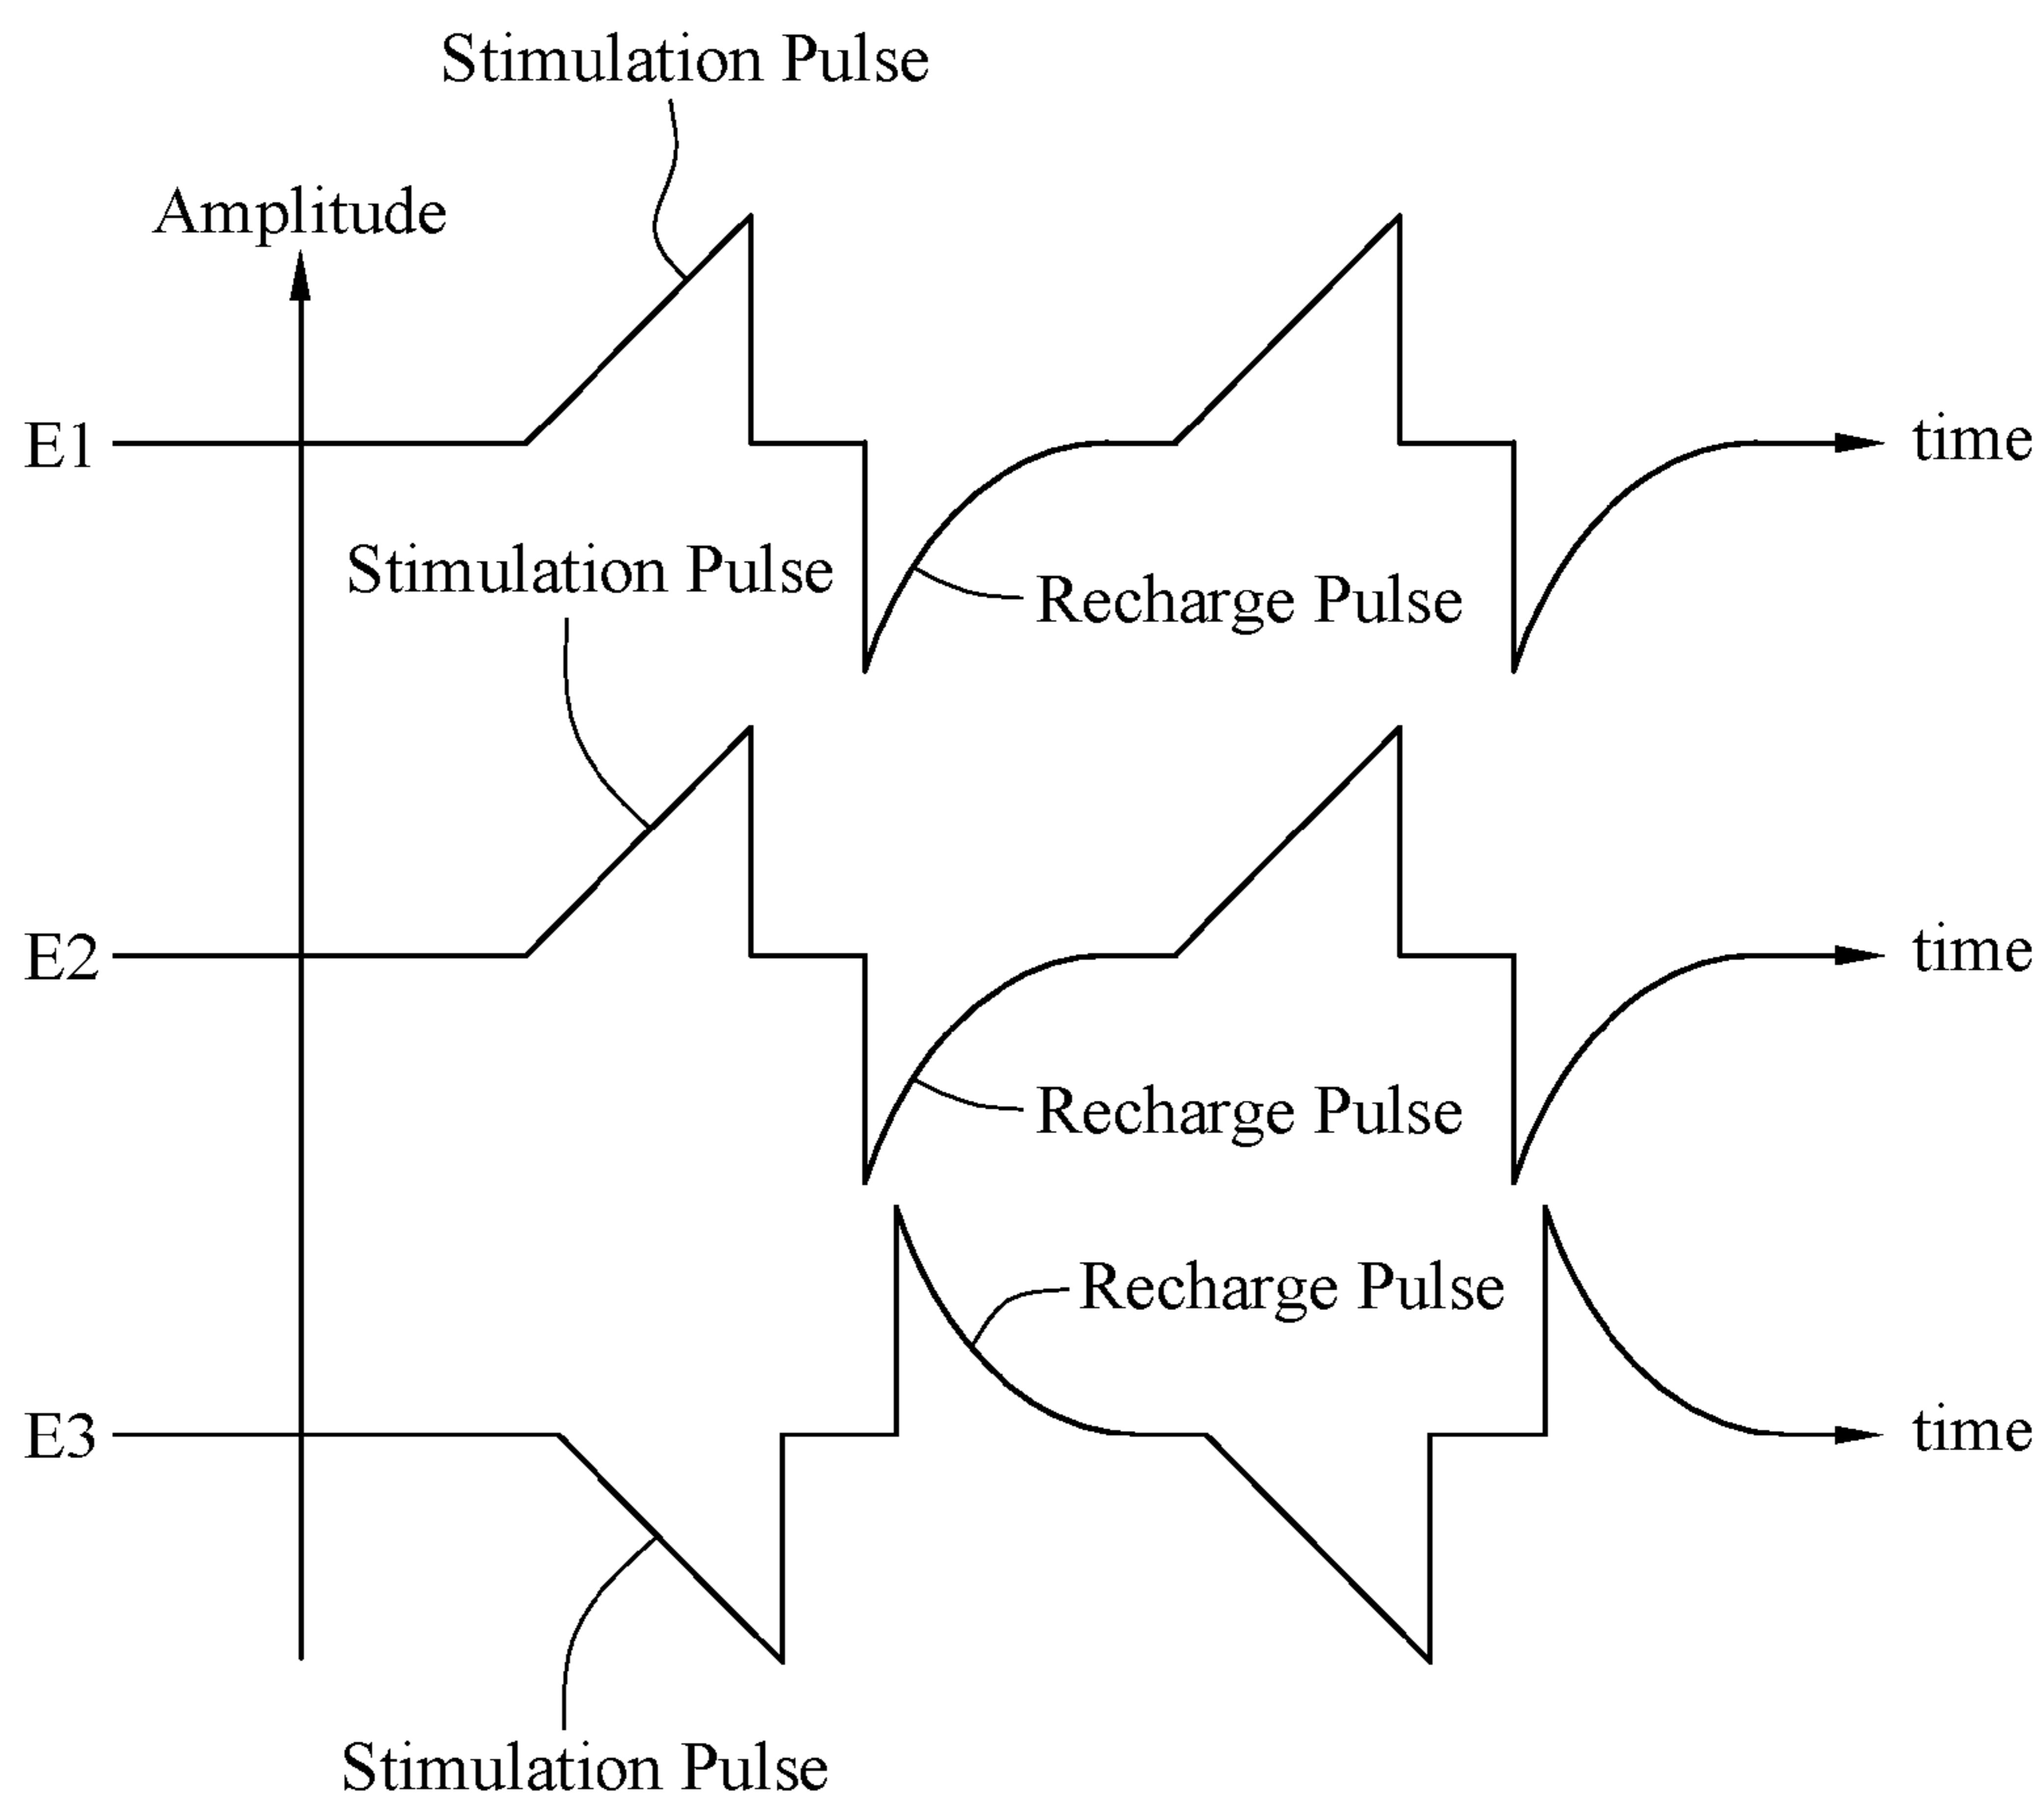 Stimulation Pulse
Amplitude
E1
time
Stimulation Pulse
Recharge Pulse
E2
time
Recharge Pulse
Recharge Pulse
E3
time
Stimulation Pulse